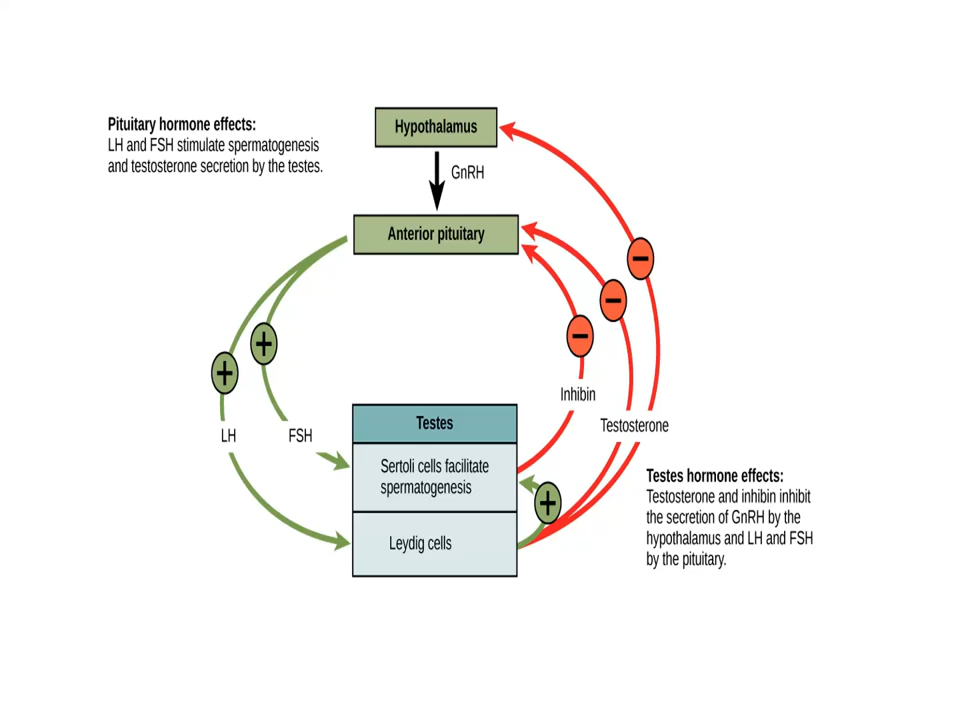 Pituitary hormone effects:
LH and FSH stimulate spermatogenesis
and testosterone secretion by the testes.
Hypothalamus
GnRH
Anterior pituitary
+
+
−
−
−
LH
FSH
Inhibin
Testosterone
Testes
Sertoli cells facilitate
spermatogenesis
+
Leydig cells
Testes hormone effects:
Testosterone and inhibin inhibit
the secretion of GnRH by the
hypothalamus and LH and FSH
by the pituitary.